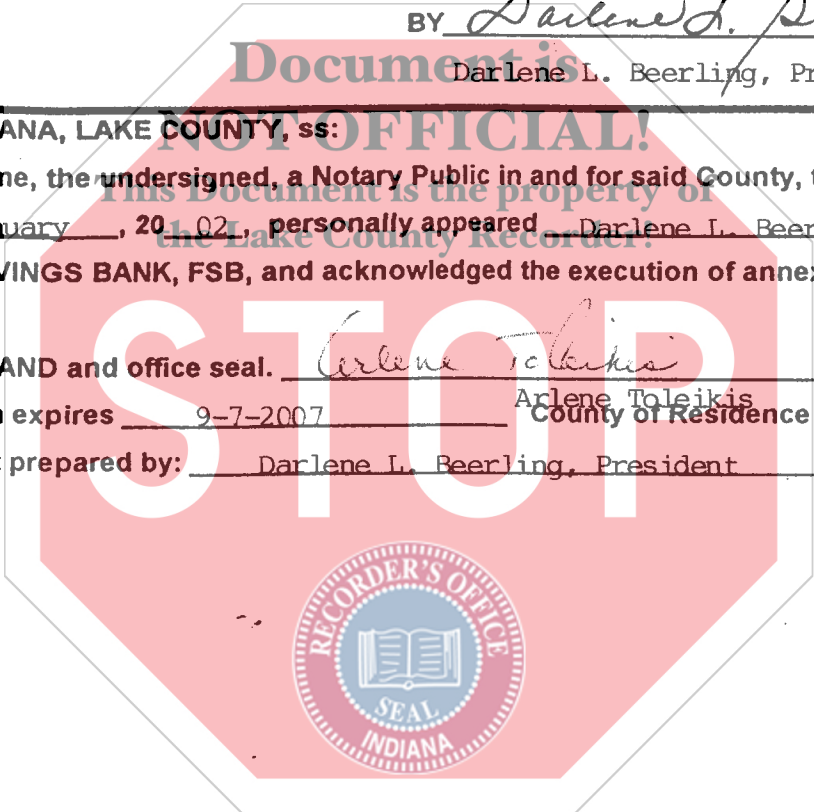 BY Darlene L. B
Document is
Darlene L. Beerling, Pr
NOT OFFICIAL!
ANA, LAKE COUNTY, ss:
ne, the undersigned, a Notary Public in and for said County, t
This Document is the property of
uary, 20 02, personally appeared Darlene L. Beer
the Lake County Recorder!
VINGS BANK, FSB, and acknowledged the execution of annex
STOP
AND and office seal. Arlene Toleikis
Arlene Toleikis
expires 9-7-2007 County of Residence
prepared by: Darlene L. Beerling, President
RECORDER'S OFFICE
SEAL
INDIANA